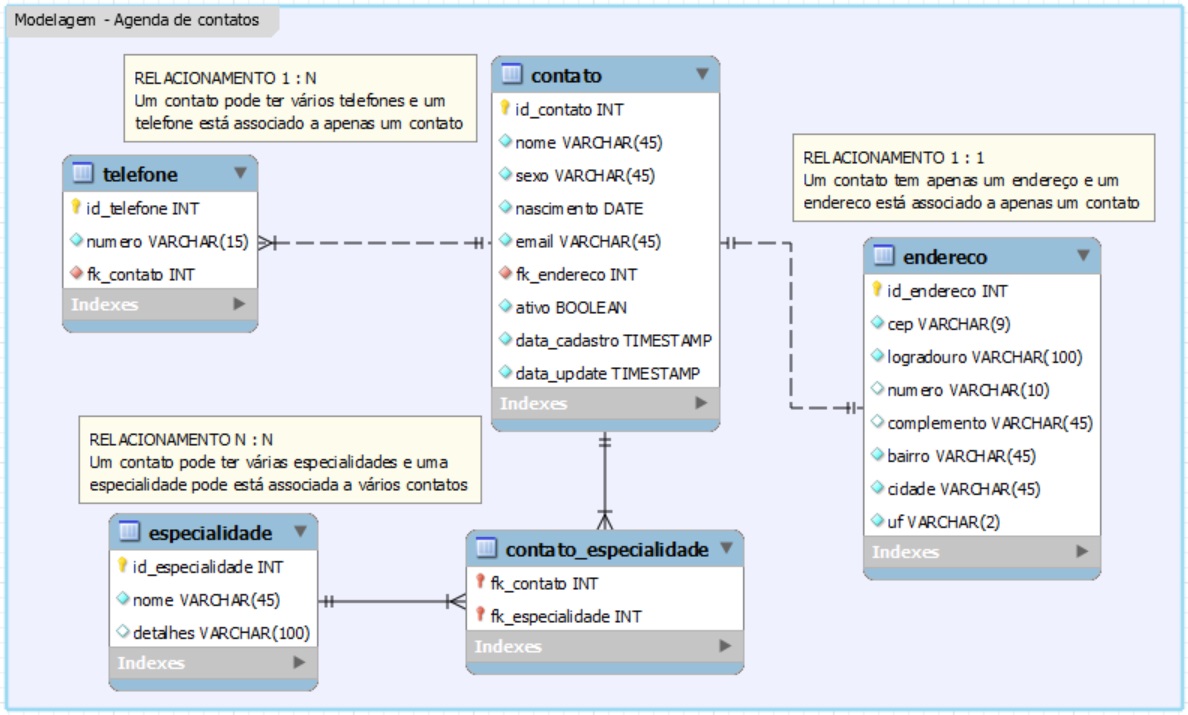 Modelagem - Agenda de contatos
RELACIONAMENTO 1 : N
Um contato pode ter vários telefones e um
telefone está associado a apenas um contato
telefone
id_telefone INT
numero VARCHAR(15)
fk_contato INT
Indexes
contato
id_contato INT
nome VARCHAR(45)
sexo VARCHAR(45)
nascimento DATE
email VARCHAR(45)
fk_endereco INT
ativo BOOLEAN
data_cadastro TIMESTAMP
data_update TIMESTAMP
Indexes
RELACIONAMENTO 1 : 1
Um contato tem apenas um endereço e um
endereco está associado a apenas um contato
endereco
id_endereco INT
cep VARCHAR(9)
logradouro VARCHAR(100)
numero VARCHAR(10)
complemento VARCHAR(45)
bairro VARCHAR(45)
cidade VARCHAR(45)
uf VARCHAR(2)
Indexes
RELACIONAMENTO N : N
Um contato pode ter várias especialidades e uma
especialidade pode está associada a vários contatos
especialidade
id_especialidade INT
nome VARCHAR(45)
detalhes VARCHAR(100)
Indexes
contato_especialidade
fk_contato INT
fk_especialidade INT
Indexes